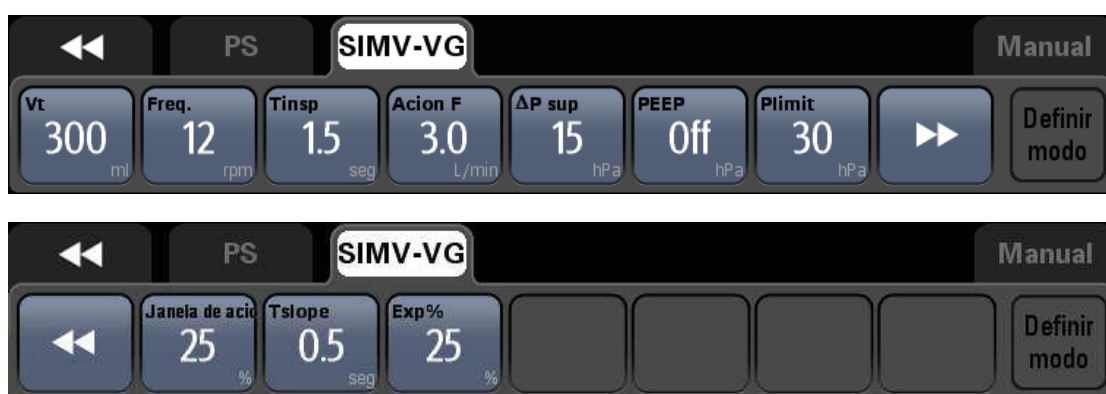 PS SIMV-VG Manual
Vt Freq. Tinsp Acion F ΔP sup PEEP Plimit
300 12 1.5 3.0 15 Off 30 Definir modo
ml rpm seg L/min hPa hPa hPa
PS SIMV-VG Manual
Janela de acio Tslope Exp%
25 0.5 25 Definir modo
% seg %